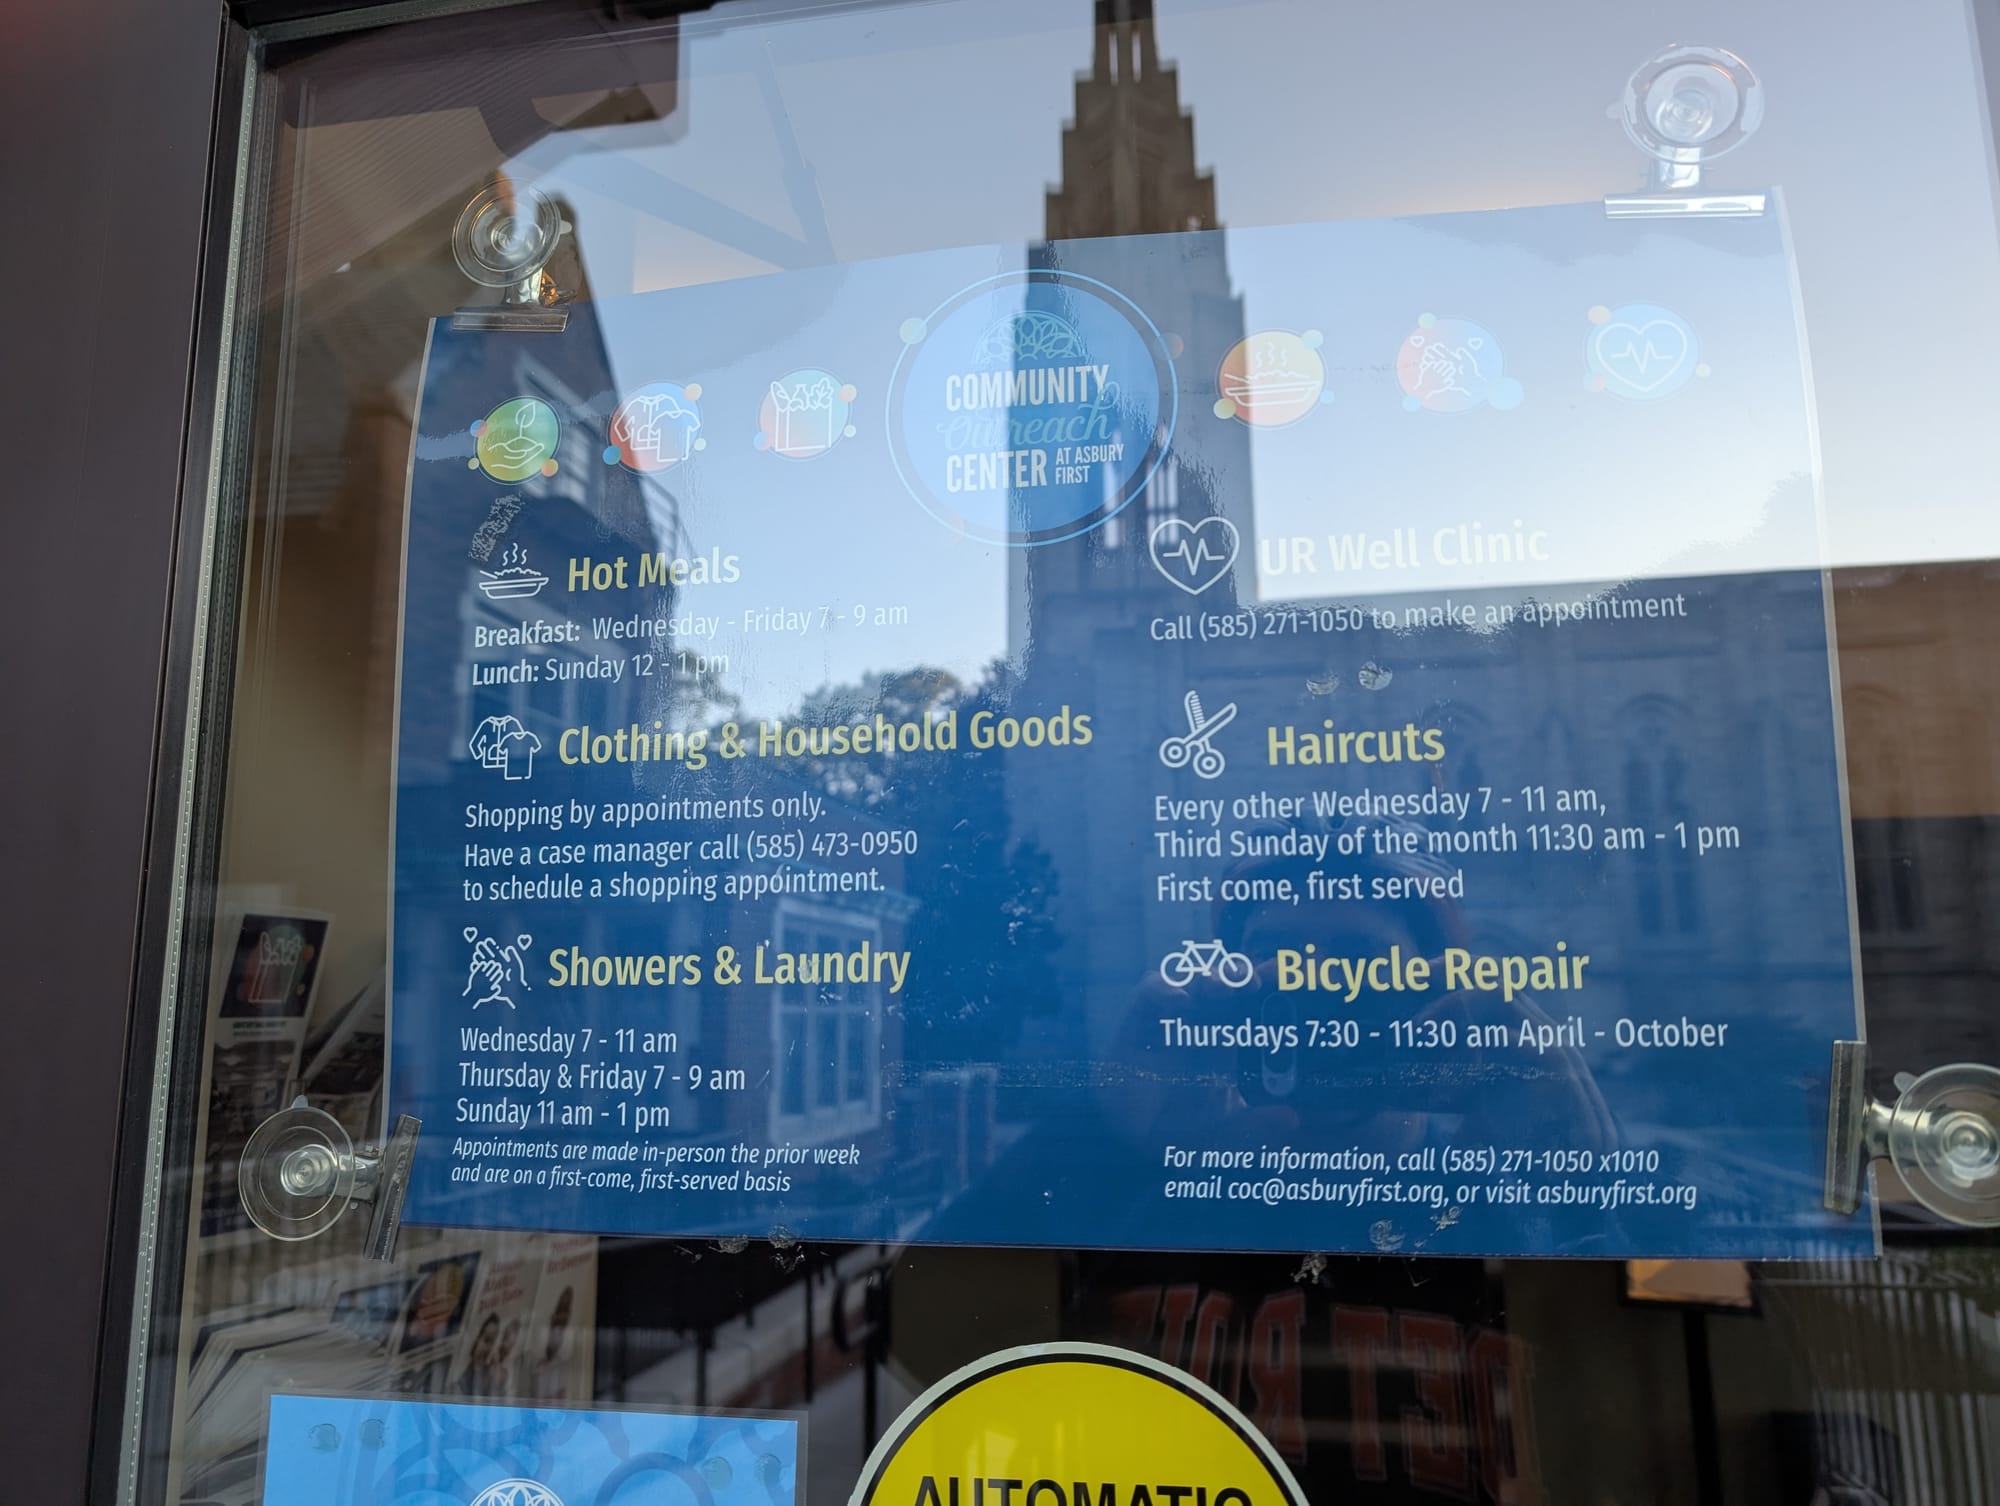 COMMUNITY
Outreach
CENTER AT ASBURY
FIRST
Hot Meals
Breakfast: Wednesday - Friday 7 - 9 am
Lunch: Sunday 12 - 1 pm
Clothing & Household Goods
Shopping by appointments only.
Have a case manager call (585) 473-0950
to schedule a shopping appointment.
Showers & Laundry
Wednesday 7 - 11 am
Thursday & Friday 7 - 9 am
Sunday 11 am - 1 pm
Appointments are made in-person the prior week
and are on a first-come, first-served basis
UR Well Clinic
Call (585) 271-1050 to make an appointment
Haircuts
Every other Wednesday 7 - 11 am,
Third Sunday of the month 11:30 am - 1 pm
First come, first served
Bicycle Repair
Thursdays 7:30 - 11:30 am April - October
For more information, call (585) 271-1050 x1010
email coc@asburyfirst.org, or visit asburyfirst.org
AUTOMATIC